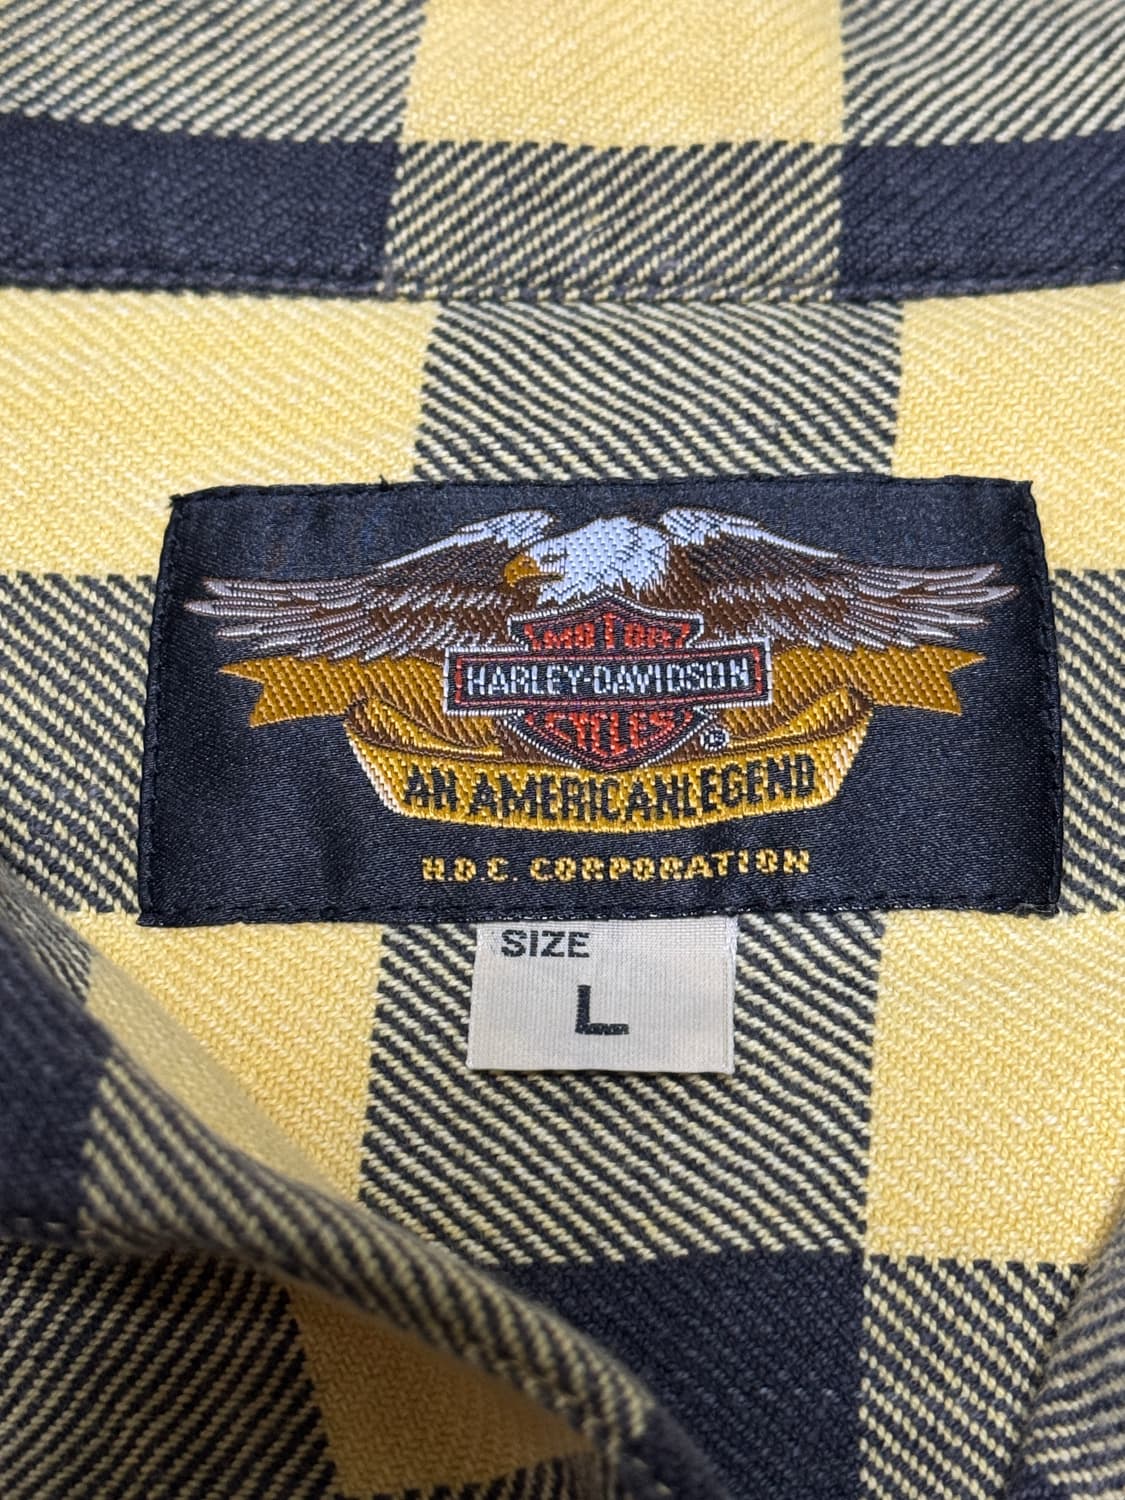 MOTOR
HARLEY-DAVIDSON
CYCLES
®
AN AMERICAN LEGEND
H.D.C. CORPORATION
SIZE
L